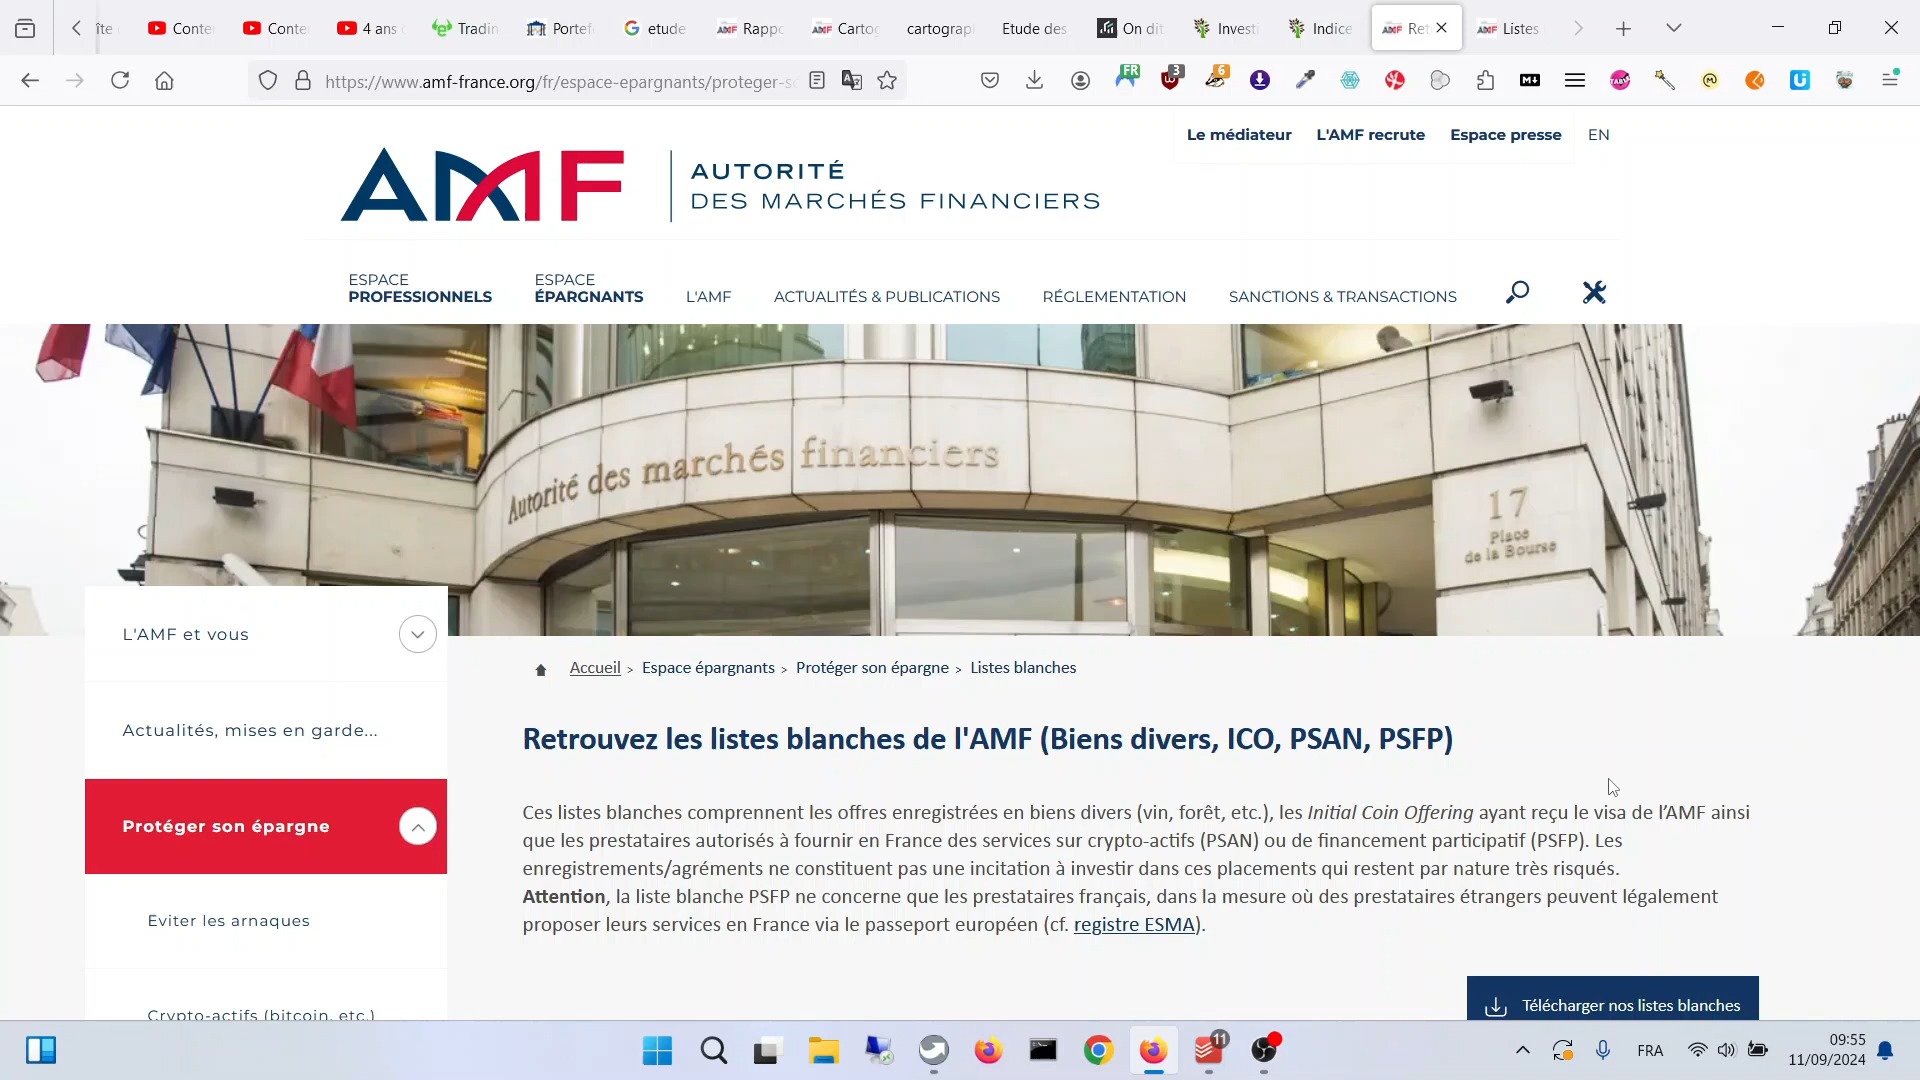 Conten
Conte
4 ans
Tradin
Portef
etude
Rappo
Cartog
cartograp
Etude des
On dit
Investi
Indice
Ret
Listes
https://www.amf-france.org/fr/espace-epargnants/proteger-so
FR
3
6
Le médiateur L'AMF recrute Espace presse EN
AMF
AUTORITÉ
DES MARCHÉS FINANCIERS
ESPACE
PROFESSIONNELS
ESPACE
ÉPARGNANTS
L'AMF
ACTUALITÉS & PUBLICATIONS
RÉGLEMENTATION
SANCTIONS & TRANSACTIONS
Autorité des marchés financiers
17
Place
de la Bourse
L'AMF et vous
Actualités, mises en garde...
Protéger son épargne
Eviter les arnaques
Crypto-actifs (bitcoin, etc.)
Accueil > Espace épargnants > Protéger son épargne > Listes blanches
Retrouvez les listes blanches de l'AMF (Biens divers, ICO, PSAN, PSFP)
Ces listes blanches comprennent les offres enregistrées en biens divers (vin, forêt, etc.), les Initial Coin Offering ayant reçu le visa de l’AMF ainsi
que les prestataires autorisés à fournir en France des services sur crypto-actifs (PSAN) ou de financement participatif (PSFP). Les
enregistrements/agréments ne constituent pas une incitation à investir dans ces placements qui restent par nature très risqués.
Attention, la liste blanche PSFP ne concerne que les prestataires français, dans la mesure où des prestataires étrangers peuvent légalement
proposer leurs services en France via le passeport européen (cf. registre ESMA).
Télécharger nos listes blanches
11
FRA
09:55
11/09/2024